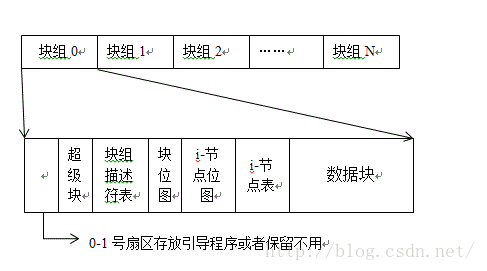 块组 0 块组 1 块组 2 …… 块组 N
超级块 块组描述符表 块位图 i-节点位图 i-节点表 数据块
0-1 号扇区存放引导程序或者保留不用
http://blog.csdn.net/